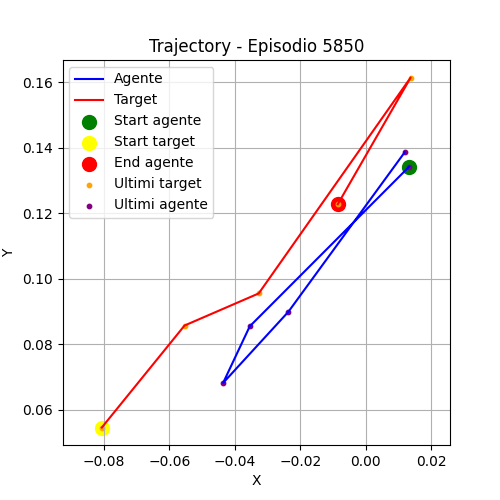 Trajectory - Episodio 5850
Agente
Target
Start agente
Start target
End agente
Ultimi target
Ultimi agente
Y
0.16
0.14
0.12
0.10
0.08
0.06
−0.08 −0.06 −0.04 −0.02 0.00 0.02
X